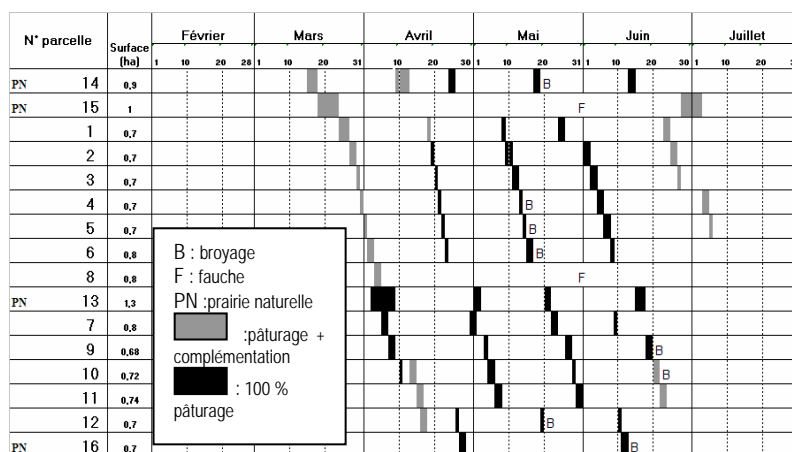 N° parcelle Surface (ha) Février Mars Avril Mai Juin Juillet
1 10 20 28 1 10 20 31 10 20 30 1 10 20 31 1 10 20 30 1 10 20
PN 14 0,9 B
PN 15 1 F
1 0,7
2 0,7
3 0,7
4 0,7 B
5 0,7 B
6 0,8 B
8 0,8 F
PN 13 1,3
7 0,8
9 0,68 B
10 0,72 B
11 0,74
12 0,7 B
PN 16 0,7 B
B : broyage
F : fauche
PN :prairie naturelle
:pâturage +
complémentation
: 100 %
pâturage